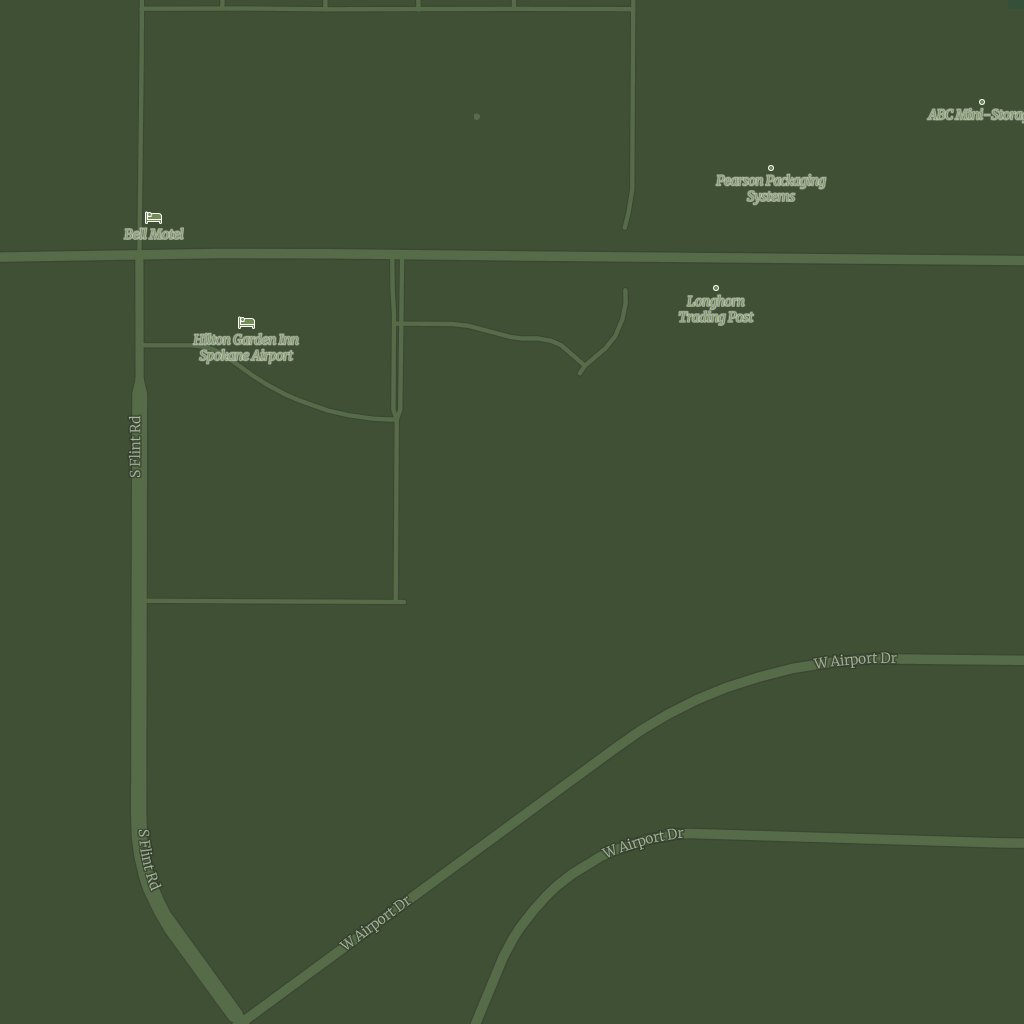 ABC Mini-Storag
Pearson Packaging
Systems
Bell Motel
Longhorn
Trading Post
Hilton Garden Inn
Spokane Airport
S Flint Rd
W Airport Dr
W Airport Dr
S Flint Rd
W Airport Dr